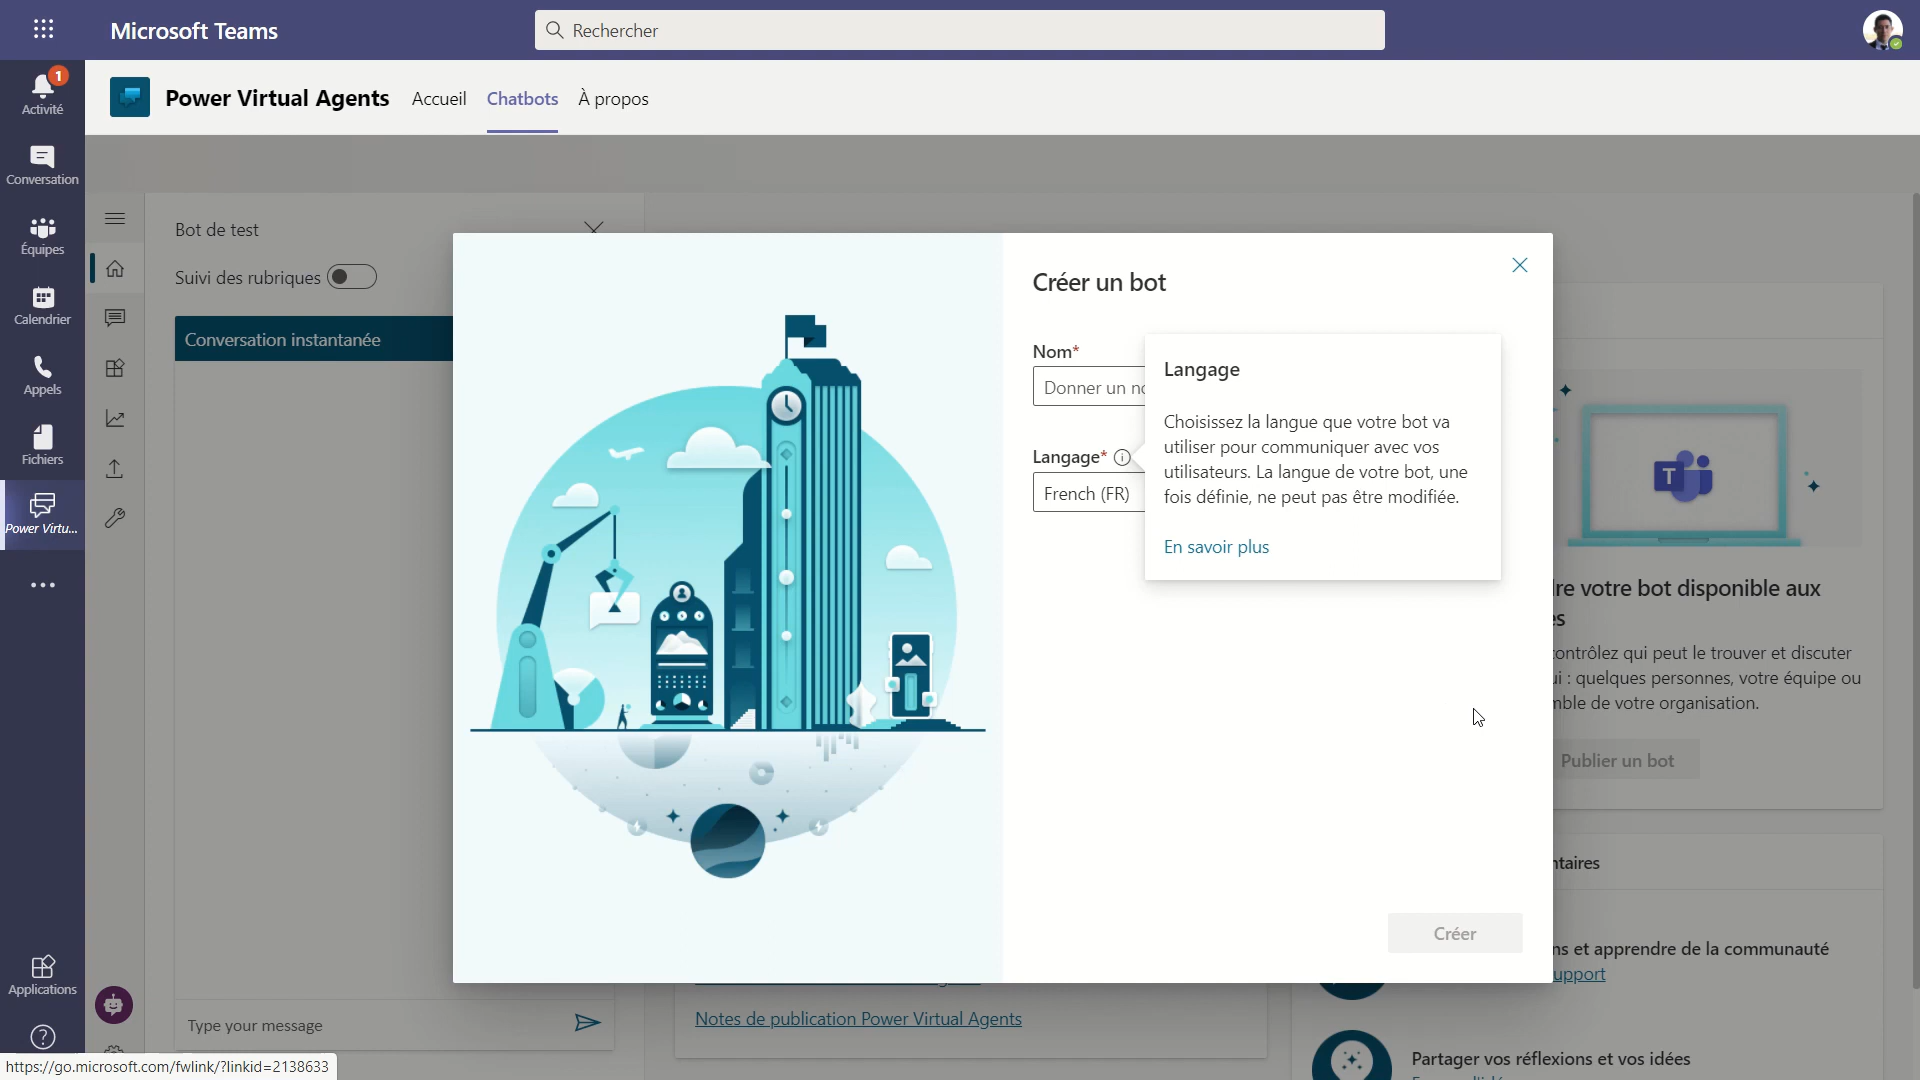 Microsoft Teams
Rechercher
1
Activité
Conversation
Équipes
Calendrier
Appels
Fichiers
Power Virtu...
Applications
Power Virtual Agents
Accueil
Chatbots
À propos
Bot de test
Suivi des rubriques
Conversation instantanée
Type your message
Créer un bot
Nom*
Donner un no
Langage*
French (FR)
Langage
Choisissez la langue que votre bot va
utiliser pour communiquer avec vos
utilisateurs. La langue de votre bot, une
fois définie, ne peut pas être modifiée.
En savoir plus
Créer
T
re votre bot disponible aux
es
ontrôlez qui peut le trouver et discuter
ui : quelques personnes, votre équipe ou
mble de votre organisation.
Publier un bot
ntaires
ns et apprendre de la communauté
upport
Notes de publication Power Virtual Agents
Partager vos réflexions et vos idées
https://go.microsoft.com/fwlink/?linkid=2138633